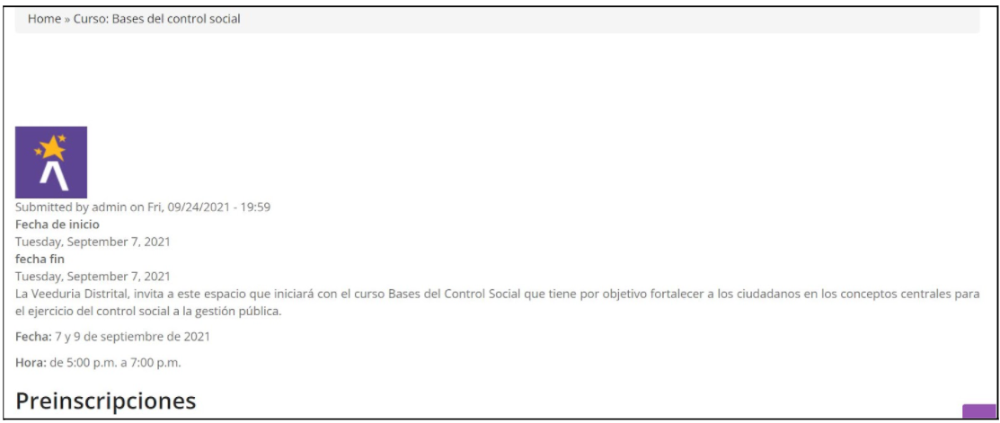 Home » Curso: Bases del control social
Submitted by admin on Fri, 09/24/2021 - 19:59
Fecha de inicio
Tuesday, September 7, 2021
fecha fin
Tuesday, September 7, 2021
La Veeduria Distrital, invita a este espacio que iniciará con el curso Bases del Control Social que tiene por objetivo fortalecer a los ciudadanos en los conceptos centrales para
el ejercicio del control social a la gestión pública.
Fecha: 7 y 9 de septiembre de 2021
Hora: de 5:00 p.m. a 7:00 p.m.
Preinscripciones